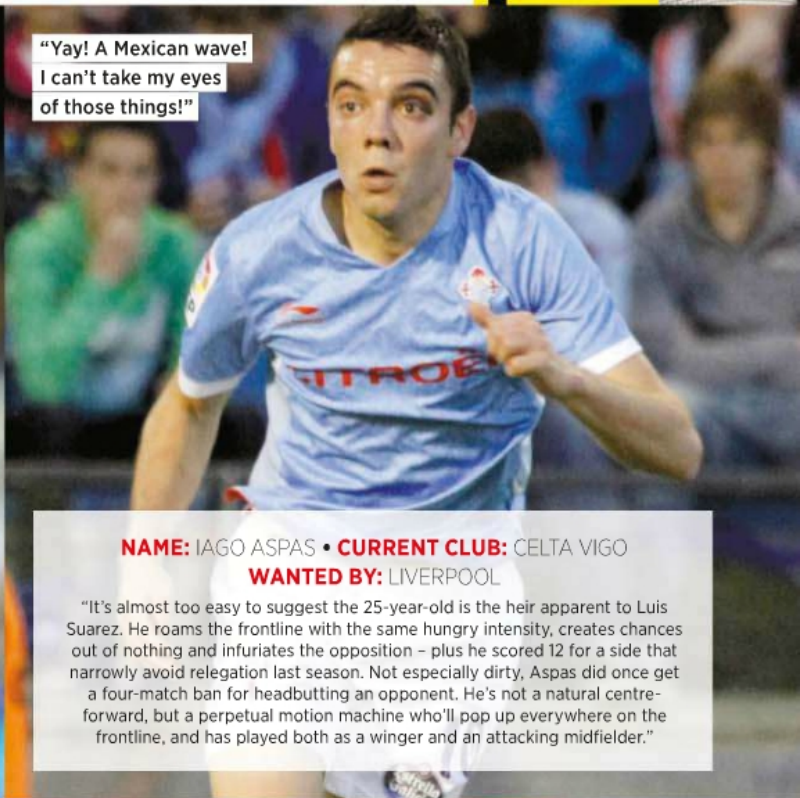 “Yay! A Mexican wave!
I can’t take my eyes
of those things!”
CITROËN
NAME: IAGO ASPAS • CURRENT CLUB: CELTA VIGO
WANTED BY: LIVERPOOL
“It’s almost too easy to suggest the 25-year-old is the heir apparent to Luis
Suarez. He roams the frontline with the same hungry intensity, creates chances
out of nothing and infuriates the opposition – plus he scored 12 for a side that
narrowly avoid relegation last season. Not especially dirty, Aspas did once get
a four-match ban for headbutting an opponent. He’s not a natural centre-
forward, but a perpetual motion machine who’ll pop up everywhere on the
frontline, and has played both as a winger and an attacking midfielder.”